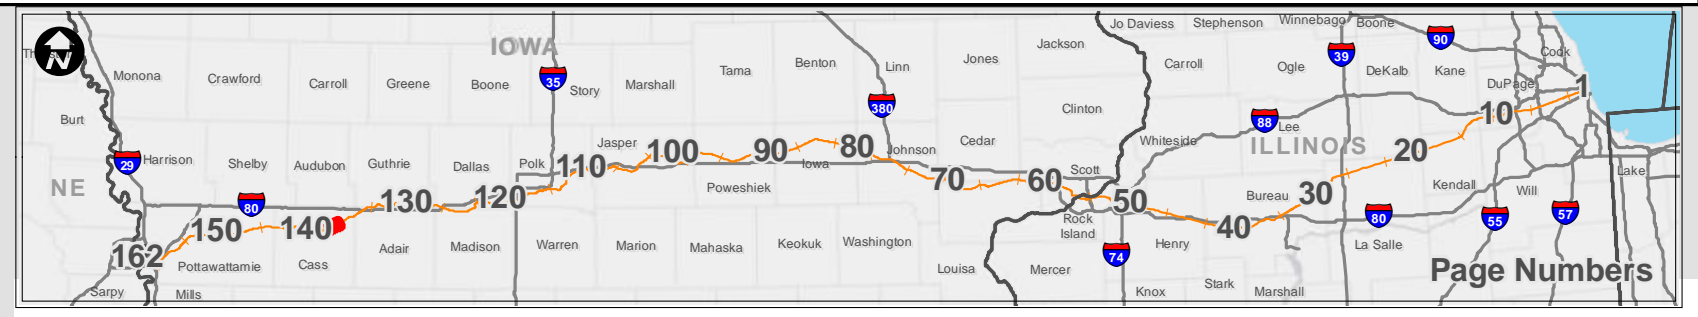 Jo Daviess Stephenson Winnebago Boone
IOWA
N
Jackson
90
39
Cook
Monona Crawford Carroll Greene Boone 35 Story Marshall Tama Benton Linn Jones Carroll Ogle DeKalb Kane
DuPage 1
380
Clinton
10
Burt
88 Lee
Whiteside
ILLINOIS
Jasper 100 90 80 Johnson Cedar
20
29 Harrison Shelby Audubon Guthrie Dallas Polk 110 Iowa
Scott
Lake
NE
80
Poweshiek
70 60
Kendall Will
130 120
Bureau 30
50
150 140
Rock
Island
40
80 55 57
162
Adair Madison Warren Marion Mahaska Keokuk Washington
74
Henry
La Salle
Pottawattamie Cass
Louisa Mercer
Page Numbers
Sarpy Mills
Knox Stark Marshall